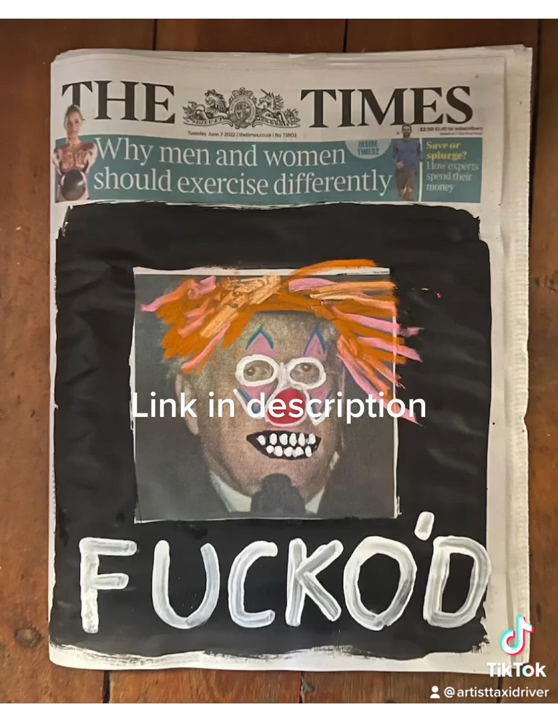 THE TIMES
Tuesday June 7 2022 | thetimes.co.uk | No 73803
Why men and women
should exercise differently
INSIDE
TIMES2
Save or
splurge?
How experts
spend their
money
Link in description
FUCKO'D
TikTok
@artisttaxidriver